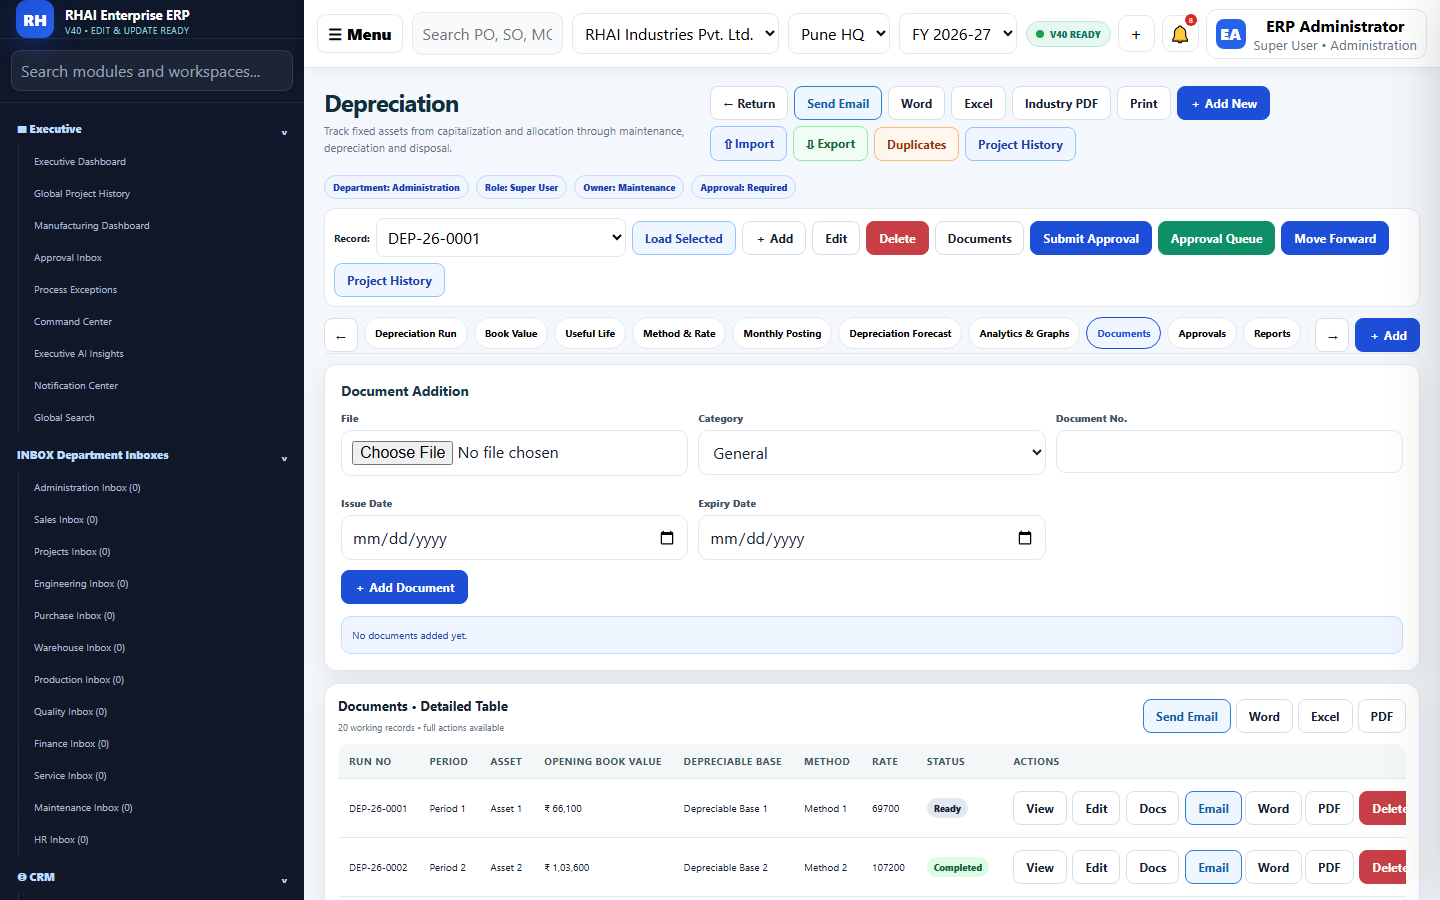 RH RHAI Enterprise ERP
V40 • EDIT & UPDATE READY
Search modules and workspaces...
Executive
Executive Dashboard
Global Project History
Manufacturing Dashboard
Approval Inbox
Process Exceptions
Command Center
Executive AI Insights
Notification Center
Global Search
INBOX Department Inboxes
Administration Inbox (0)
Sales Inbox (0)
Projects Inbox (0)
Engineering Inbox (0)
Purchase Inbox (0)
Warehouse Inbox (0)
Production Inbox (0)
Quality Inbox (0)
Finance Inbox (0)
Service Inbox (0)
Maintenance Inbox (0)
HR Inbox (0)
CRM
☰ Menu Search PO, SO, MO RHAI Industries Pvt. Ltd. Pune HQ FY 2026-27 V40 READY + 8 EA ERP Administrator
Super User • Administration
Depreciation
Track fixed assets from capitalization and allocation through maintenance,
depreciation and disposal.
← Return Send Email Word Excel Industry PDF Print + Add New
⇧ Import ⇩ Export Duplicates Project History
Department: Administration Role: Super User Owner: Maintenance Approval: Required
Record: DEP-26-0001 Load Selected + Add Edit Delete Documents Submit Approval Approval Queue Move Forward
Project History
← Depreciation Run Book Value Useful Life Method & Rate Monthly Posting Depreciation Forecast Analytics & Graphs Documents Approvals Reports → + Add
Document Addition
File Category Document No.
Choose File No file chosen General
Issue Date Expiry Date
mm/dd/yyyy mm/dd/yyyy
+ Add Document
No documents added yet.
Documents • Detailed Table
20 working records • full actions available
Send Email Word Excel PDF
RUN NO PERIOD ASSET OPENING BOOK VALUE DEPRECIABLE BASE METHOD RATE STATUS ACTIONS
DEP-26-0001 Period 1 Asset 1 ₹ 66,100 Depreciable Base 1 Method 1 69700 Ready View Edit Docs Email Word PDF Delete
DEP-26-0002 Period 2 Asset 2 ₹ 1,03,600 Depreciable Base 2 Method 2 107200 Completed View Edit Docs Email Word PDF Delete